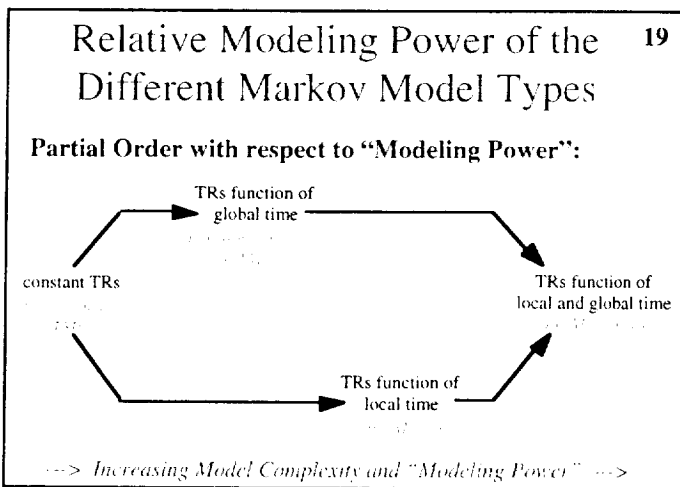 Relative Modeling Power of the
19
Different Markov Model Types
Partial Order with respect to “Modeling Power”:
TRs function of
global time
constant TRs
TRs function of
local and global time
TRs function of
local time
---> Increasing Model Complexity and “Modeling Power” --->